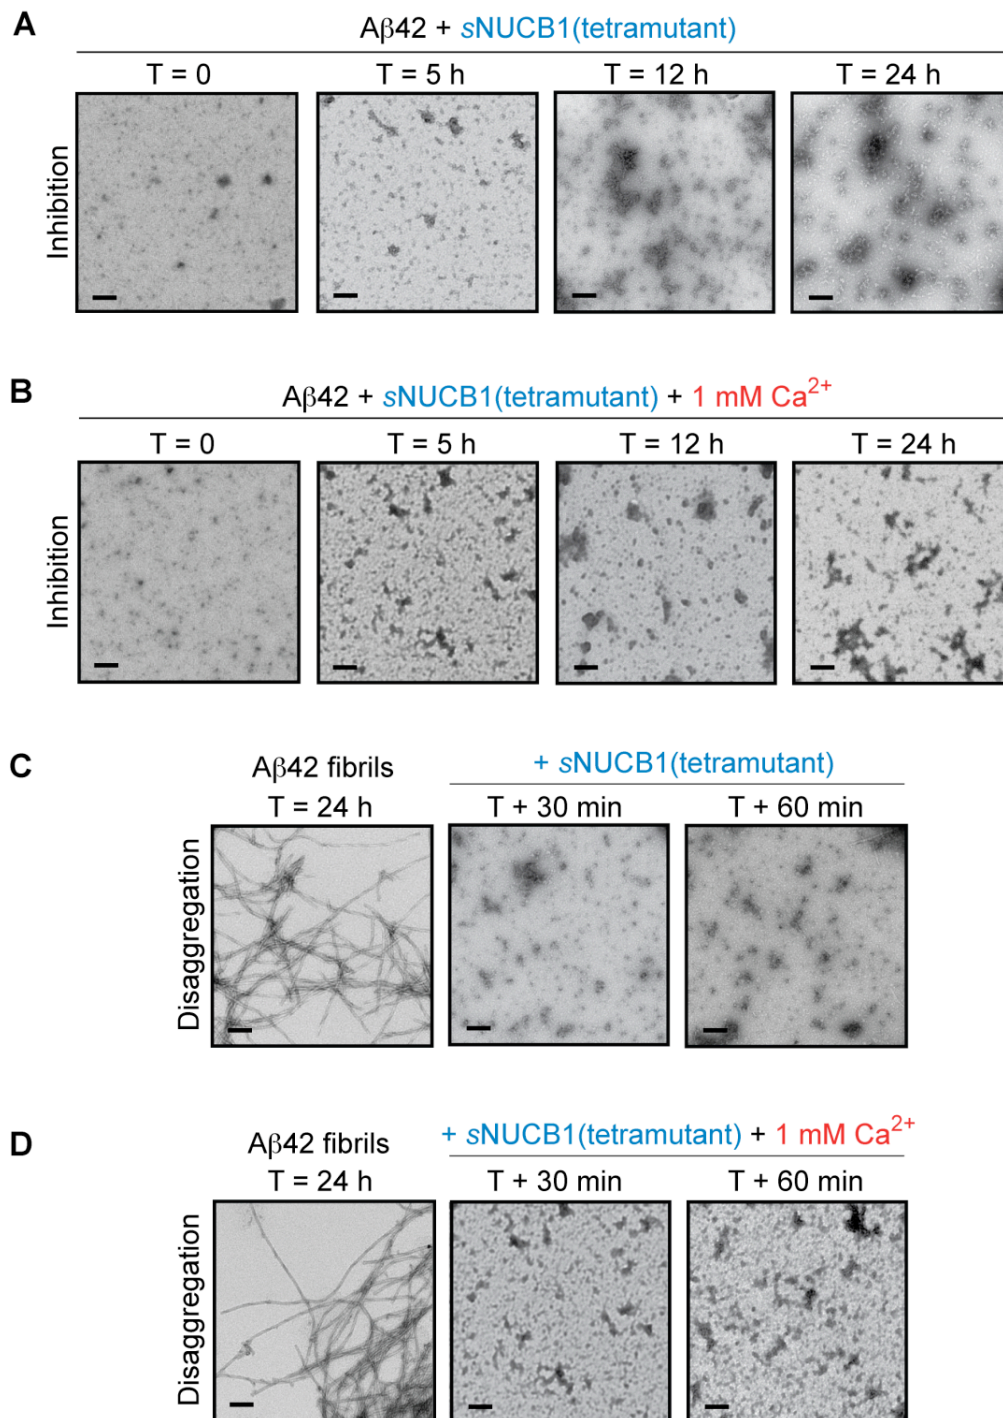 A
Aβ42 + sNUCB1(tetramutant)
T = 0 T = 5 h T = 12 h T = 24 h
Inhibition
B
Aβ42 + sNUCB1(tetramutant) + 1 mM Ca²⁺
T = 0 T = 5 h T = 12 h T = 24 h
Inhibition
C
Aβ42 fibrils + sNUCB1(tetramutant)
T = 24 h T + 30 min T + 60 min
Disaggregation
D
Aβ42 fibrils + sNUCB1(tetramutant) + 1 mM Ca²⁺
T = 24 h T + 30 min T + 60 min
Disaggregation